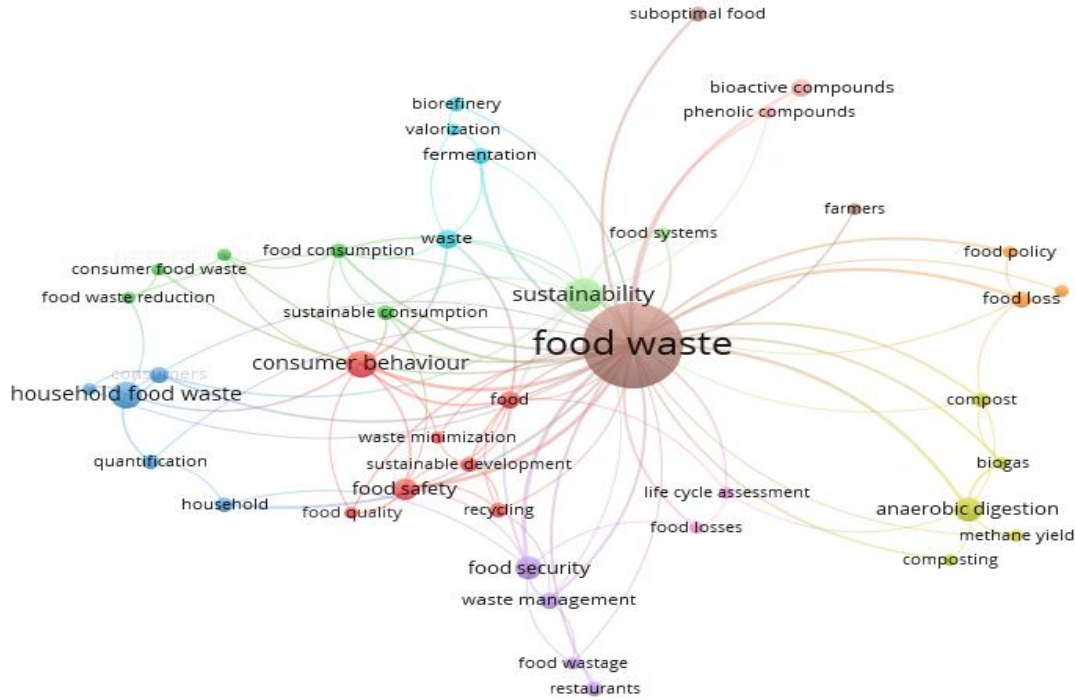 suboptimal food
bioactive compounds
phenolic compounds
biorefinery
valorization
fermentation
farmers
food systems
waste
food consumption
food policy
consumer food waste
food loss
food waste reduction
sustainability
sustainable consumption
food waste
consumer behaviour
consumers
household food waste
food
compost
waste minimization
quantification
sustainable development
biogas
food safety
life cycle assessment
household
food quality
recycling
anaerobic digestion
food losses
methane yield
composting
food security
waste management
food wastage
restaurants